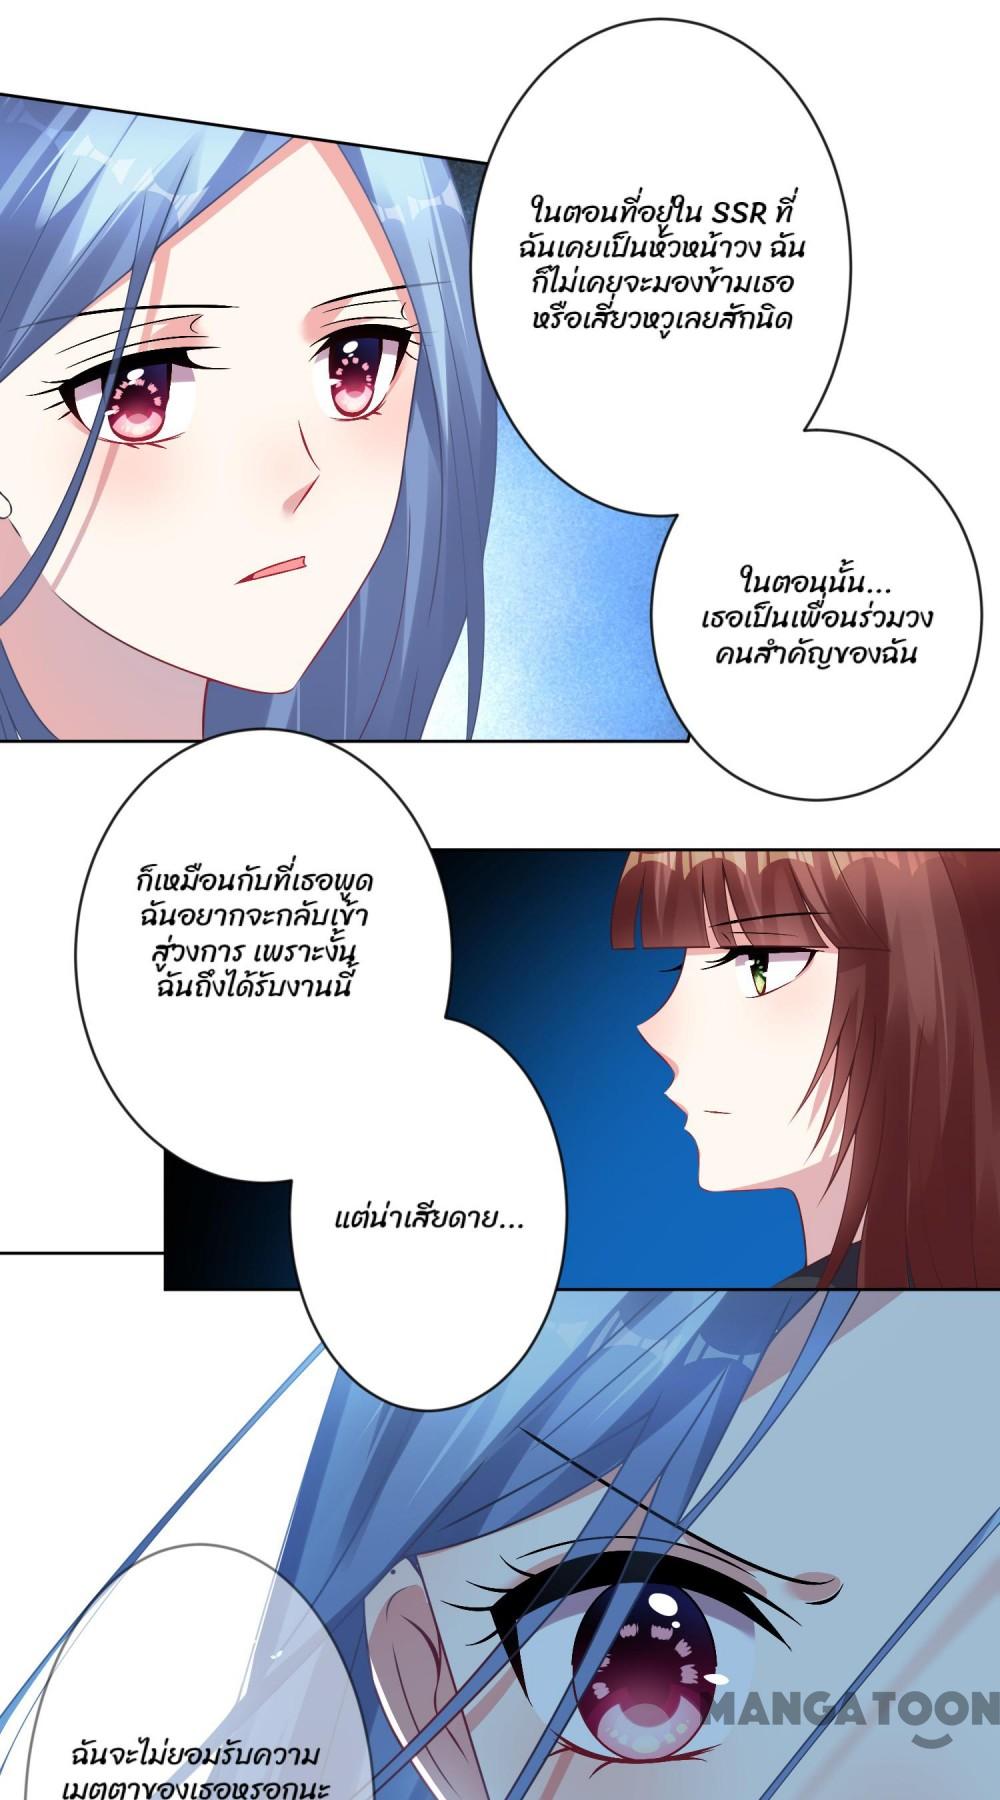 ในตอนที่อยู่ใน SSR ที่
ฉันเคยเป็นหัวหน้าวง ฉัน
ก็ไม่เคยจะมองข้ามเธอ
หรือเสี่ยวหวูเลยสักนิด
ในตอนนั้น...
เธอเป็นเพื่อนร่วมวง
คนสำคัญของฉัน
ก็เหมือนกับที่เธอพูด
ฉันอยากจะกลับเข้า
สู่วงการ เพราะงั้น
ฉันถึงได้รับงานนี้
แต่น่าเสียดาย...
MANGATOON
ฉันจะไม่ยอมรับความ
เมตตาของเธอหรอกนะ